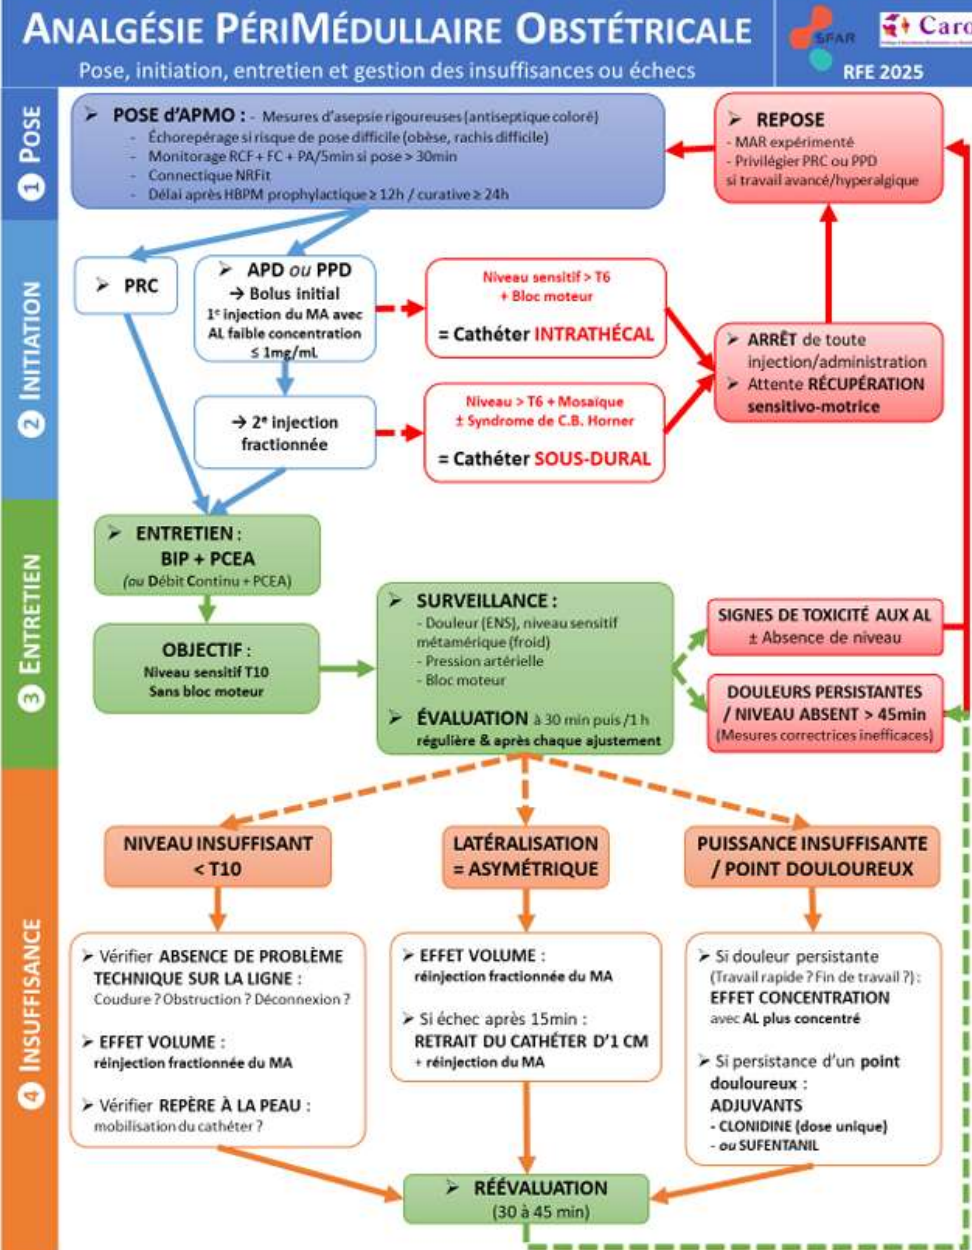 ANALGÉSIE PÉRIMÉDULLAIRE OBSTÉTRICALE
Pose, initiation, entretien et gestion des insuffisances ou échecs
SFAR
Caro
RFE 2025
1 POSE
➤ POSE d'APMO : - Mesures d'asepsie rigoureuses (antiseptique coloré)
- Échorepérage si risque de pose difficile (obèse, rachis difficile)
- Monitorage RCF + FC + PA/5min si pose > 30min
- Connectique NRFit
- Délai après HBPM prophylactique ≥ 12h / curative ≥ 24h
➤ REPOSE
- MAR expérimenté
- Privilégier PRC ou PPD
si travail avancé/hyperalgique
2 INITIATION
➤ PRC
➤ APD ou PPD
→ Bolus initial
1e injection du MA avec
AL faible concentration
≤ 1mg/mL
→ 2e injection
fractionnée
Niveau sensitif > T6
+ Bloc moteur
= Cathéter INTRATHÉCAL
Niveau > T6 + Mosaïque
± Syndrome de C.B. Horner
= Cathéter SOUS-DURAL
➤ ARRÊT de toute
injection/administration
➤ Attente RÉCUPÉRATION
sensitivo-motrice
3 ENTRETIEN
➤ ENTRETIEN :
BIP + PCEA
(ou Débit Continu + PCEA)
OBJECTIF :
Niveau sensitif T10
Sans bloc moteur
➤ SURVEILLANCE :
- Douleur (ENS), niveau sensitif
métamérique (froid)
- Pression artérielle
- Bloc moteur
➤ ÉVALUATION à 30 min puis /1 h
régulière & après chaque ajustement
SIGNES DE TOXICITÉ AUX AL
± Absence de niveau
DOULEURS PERSISTANTES
/ NIVEAU ABSENT > 45min
(Mesures correctrices inefficaces)
4 INSUFFISANCE
NIVEAU INSUFFISANT
< T10
➤ Vérifier ABSENCE DE PROBLÈME
TECHNIQUE SUR LA LIGNE :
Coudure ? Obstruction ? Déconnexion ?
➤ EFFET VOLUME :
réinjection fractionnée du MA
➤ Vérifier REPÈRE À LA PEAU :
mobilisation du cathéter ?
LATÉRALISATION
= ASYMÉTRIQUE
➤ EFFET VOLUME :
réinjection fractionnée du MA
➤ Si échec après 15min :
RETRAIT DU CATHÉTER D'1 CM
+ réinjection du MA
PUISSANCE INSUFFISANTE
/ POINT DOULOUREUX
➤ Si douleur persistante
(Travail rapide ? Fin de travail ?) :
EFFET CONCENTRATION
avec AL plus concentré
➤ Si persistance d'un point
douloureux :
ADJUVANTS
- CLONIDINE (dose unique)
- ou SUFENTANIL
➤ RÉÉVALUATION
(30 à 45 min)